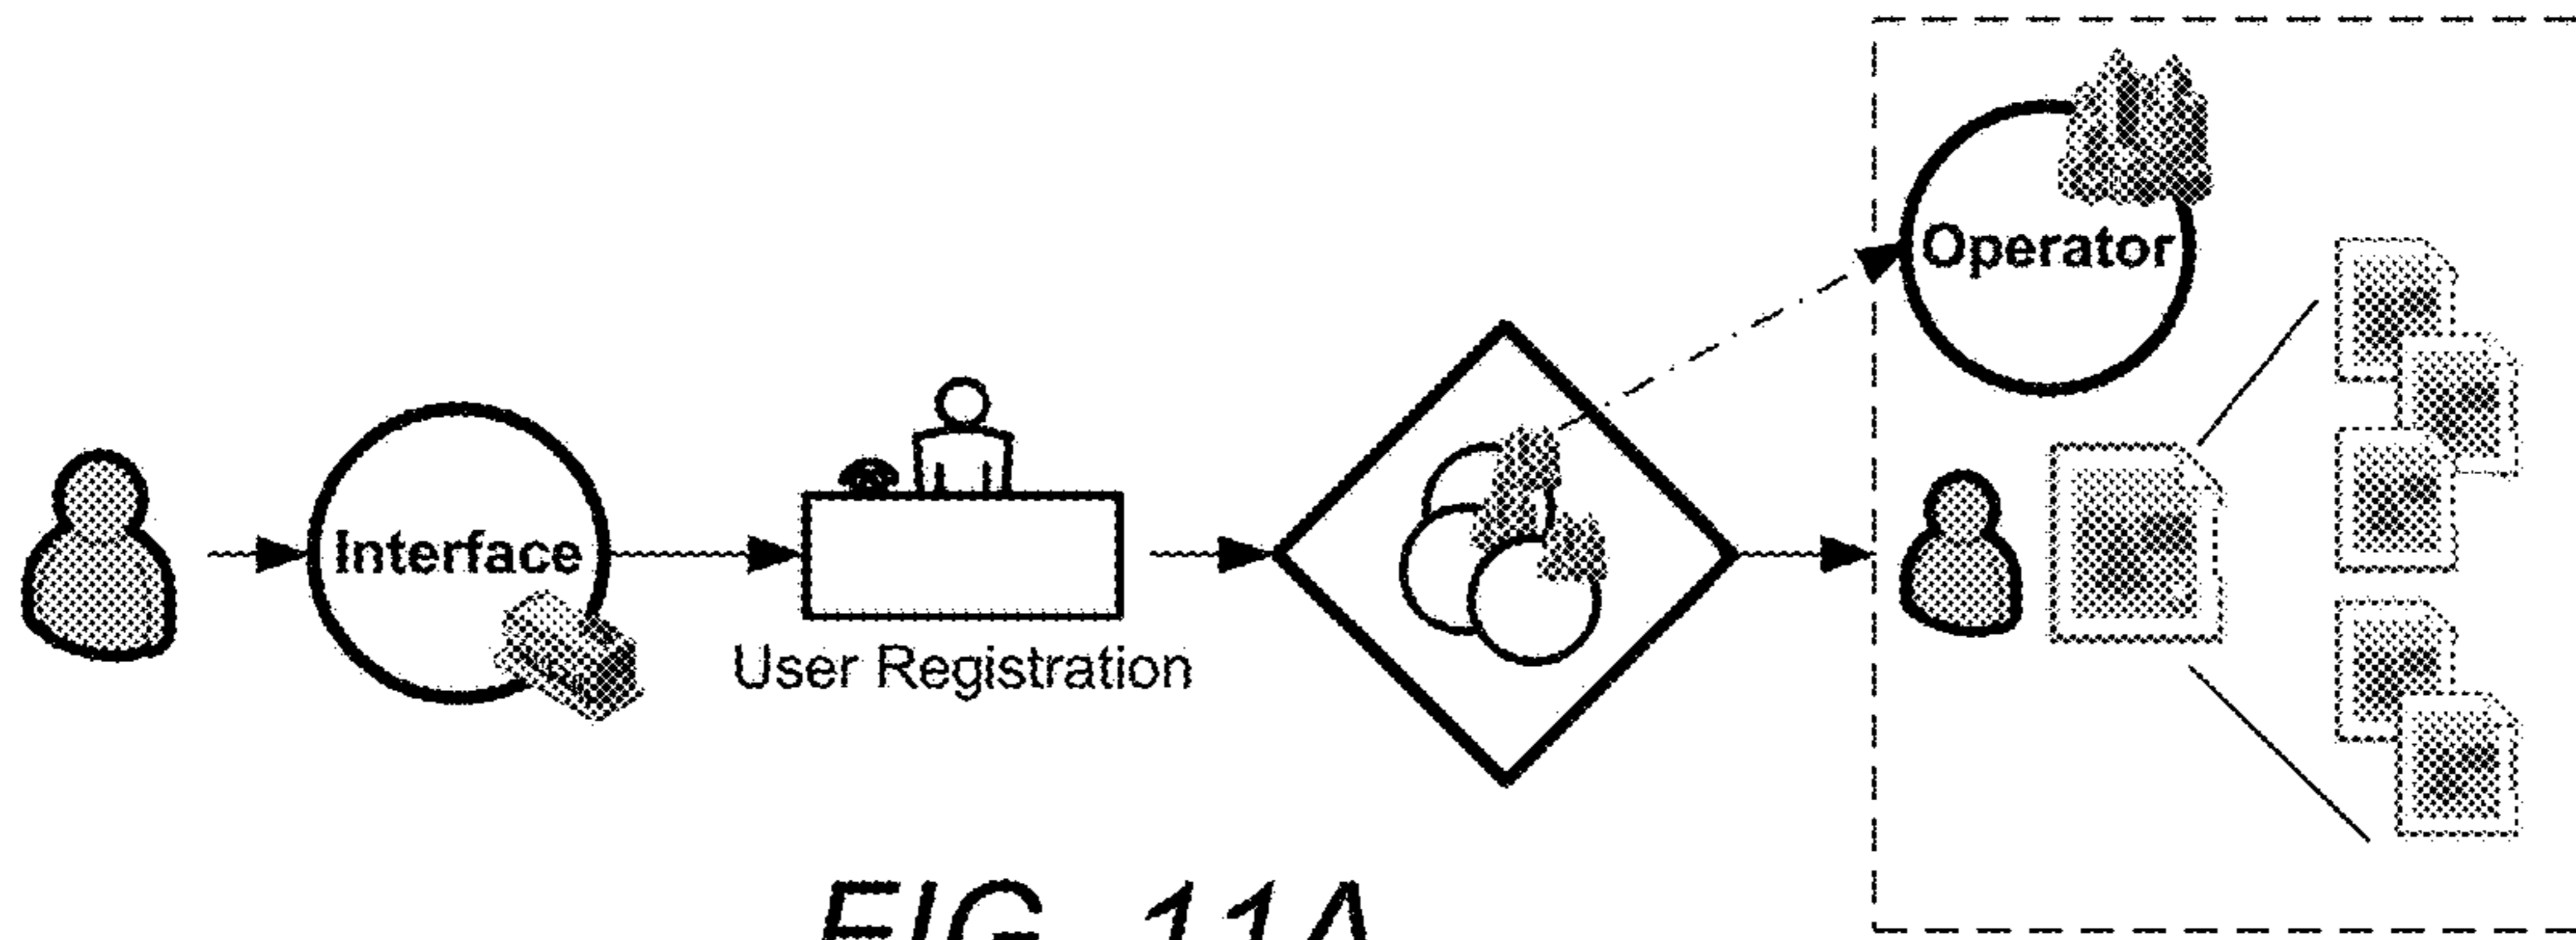 Operator
Interface
User Registration
FIG. 11A